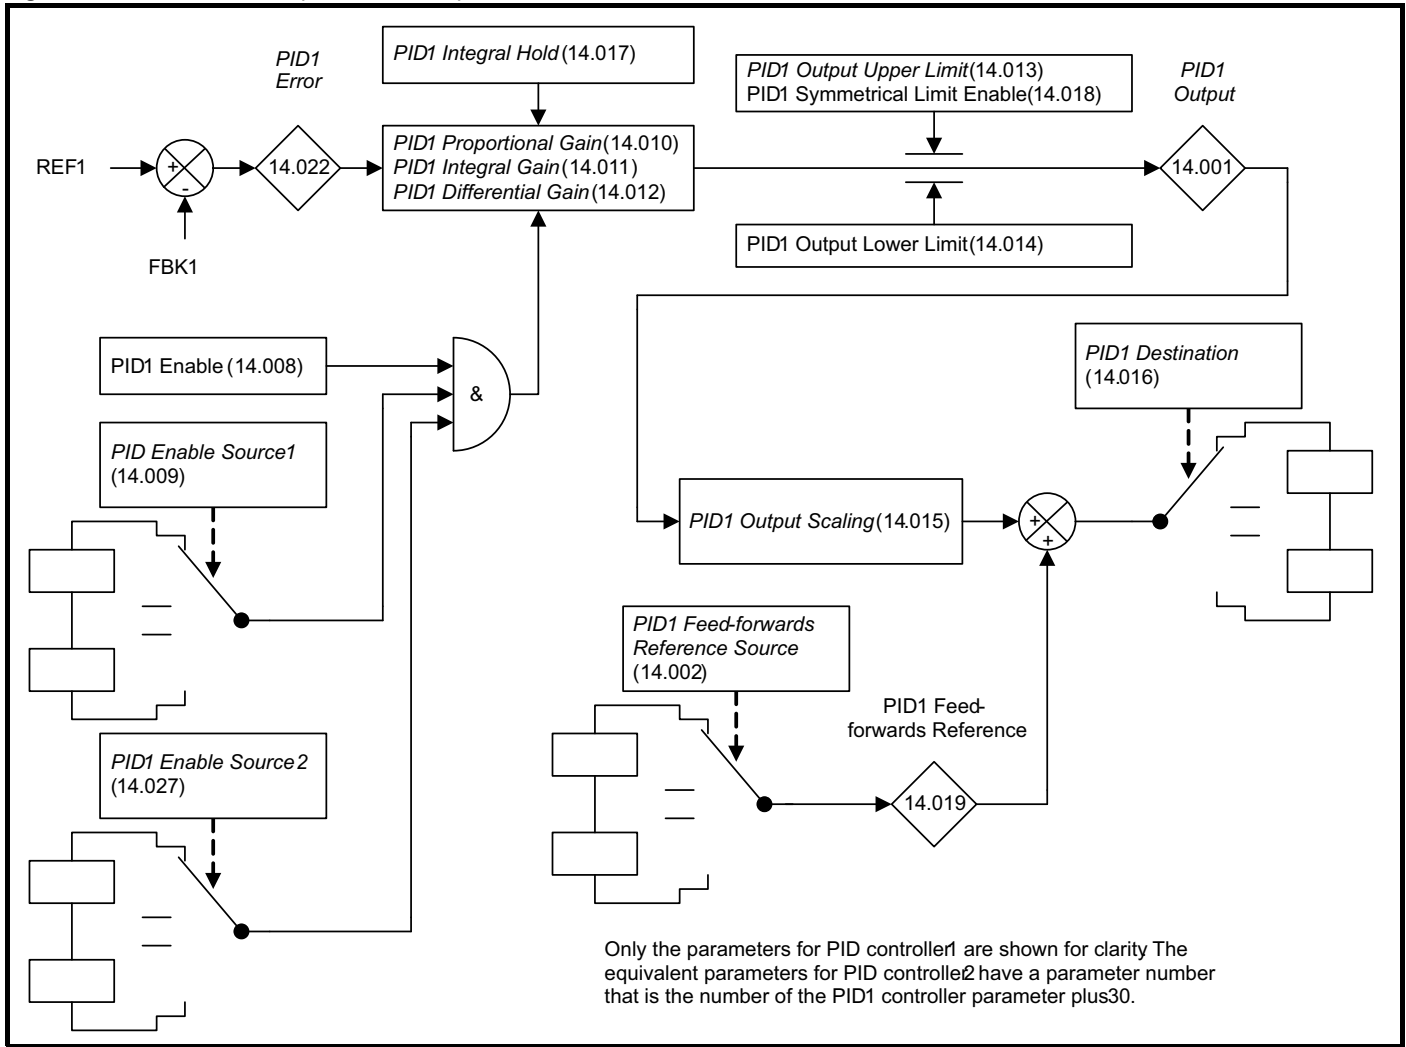 PID1
Error
PID1 Integral Hold(14.017)
PID1 Output Upper Limit(14.013)
PID1 Symmetrical Limit Enable(14.018)
PID1
Output
REF1
+
-
14.022
PID1 Proportional Gain(14.010)
PID1 Integral Gain(14.011)
PID1 Differential Gain(14.012)
14.001
FBK1
PID1 Output Lower Limit(14.014)
PID1 Enable (14.008)
&
PID1 Destination
(14.016)
PID Enable Source1
(14.009)
PID1 Output Scaling(14.015)
+
+
PID1 Feed-forwards
Reference Source
(14.002)
PID1 Feed-
forwards Reference
14.019
PID1 Enable Source2
(14.027)
Only the parameters for PID controller1 are shown for clarity. The
equivalent parameters for PID controller2 have a parameter number
that is the number of the PID1 controller parameter plus30.